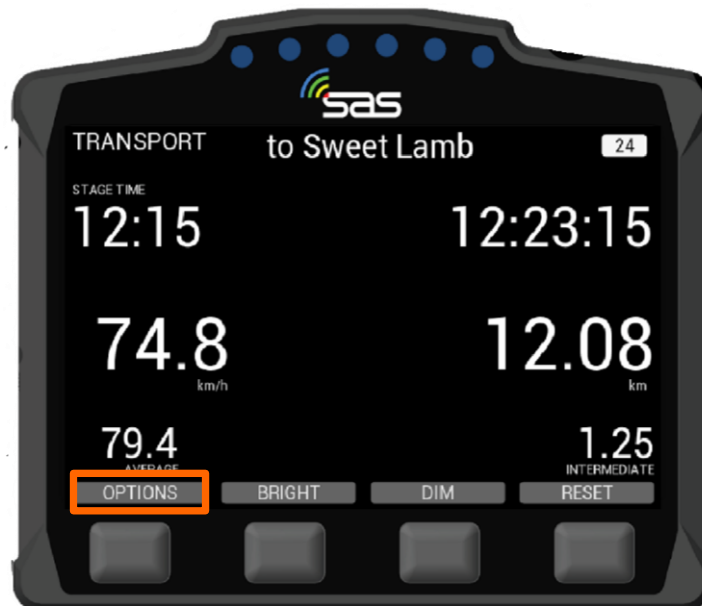 sas
TRANSPORT to Sweet Lamb 24
STAGE TIME
12:15 12:23:15
74.8 12.08
km/h km
79.4 1.25
AVERAGE INTERMEDIATE
OPTIONS BRIGHT DIM RESET